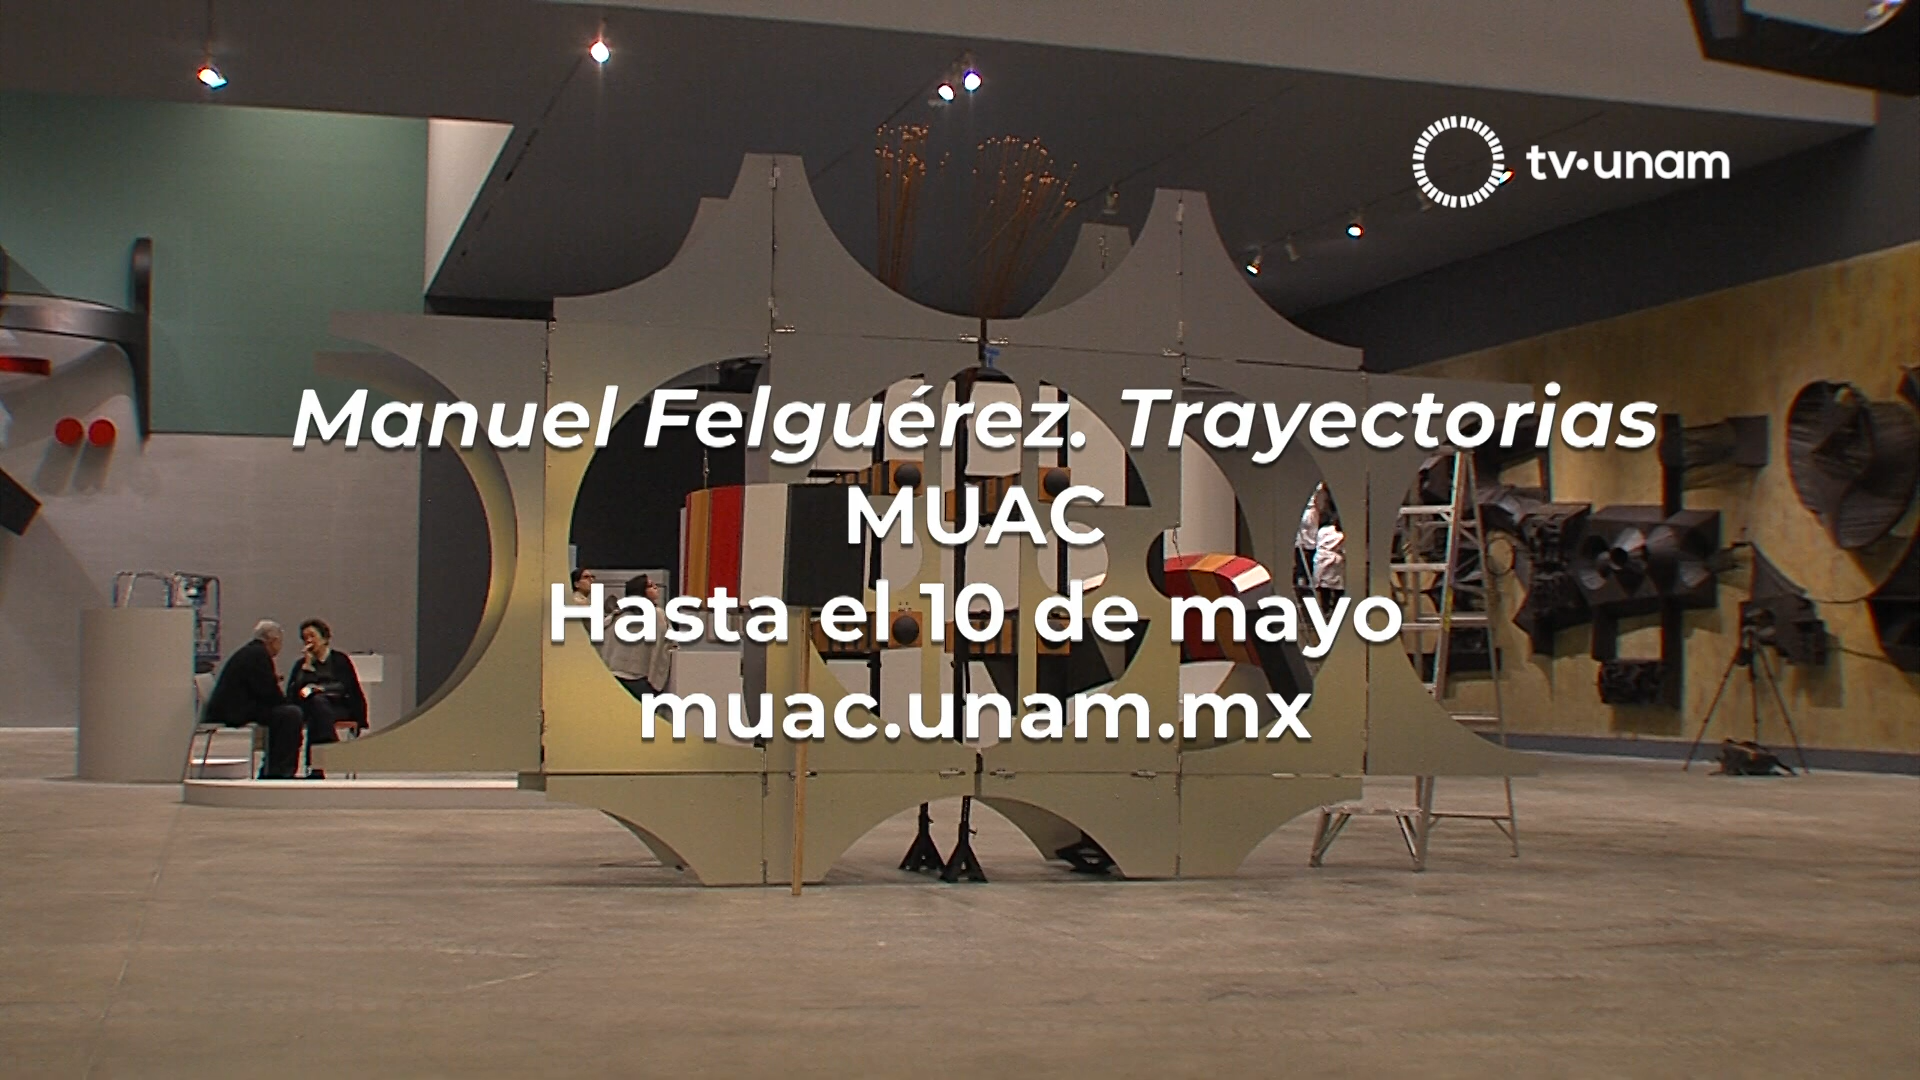 tv·unam
Manuel Felguérez. Trayectorias
MUAC
Hasta el 10 de mayo
muac.unam.mx